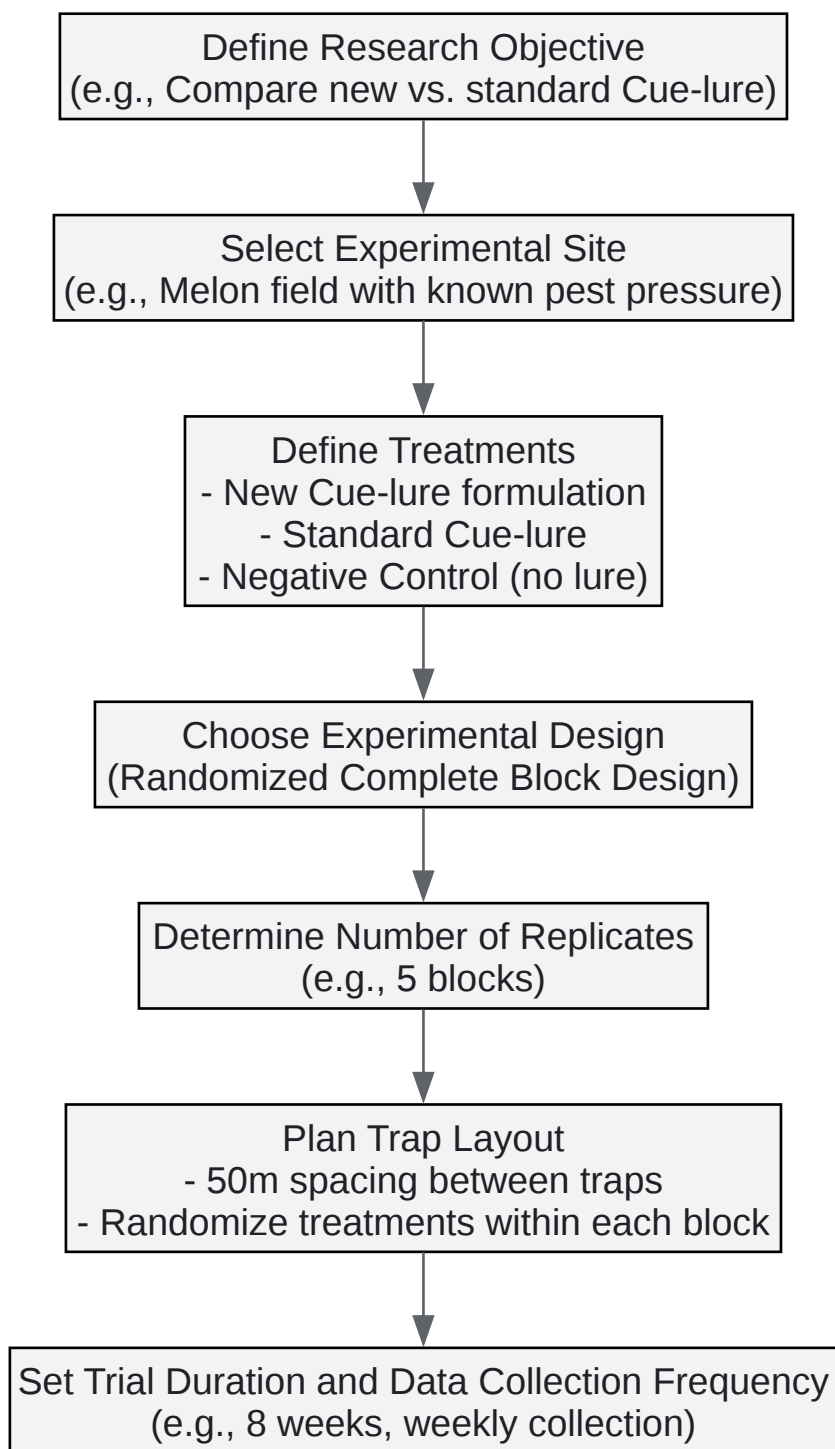 Define Research Objective
(e.g., Compare new vs. standard Cue-lure)
Select Experimental Site
(e.g., Melon field with known pest pressure)
Define Treatments
- New Cue-lure formulation
- Standard Cue-lure
- Negative Control (no lure)
Choose Experimental Design
(Randomized Complete Block Design)
Determine Number of Replicates
(e.g., 5 blocks)
Plan Trap Layout
- 50m spacing between traps
- Randomize treatments within each block
Set Trial Duration and Data Collection Frequency
(e.g., 8 weeks, weekly collection)